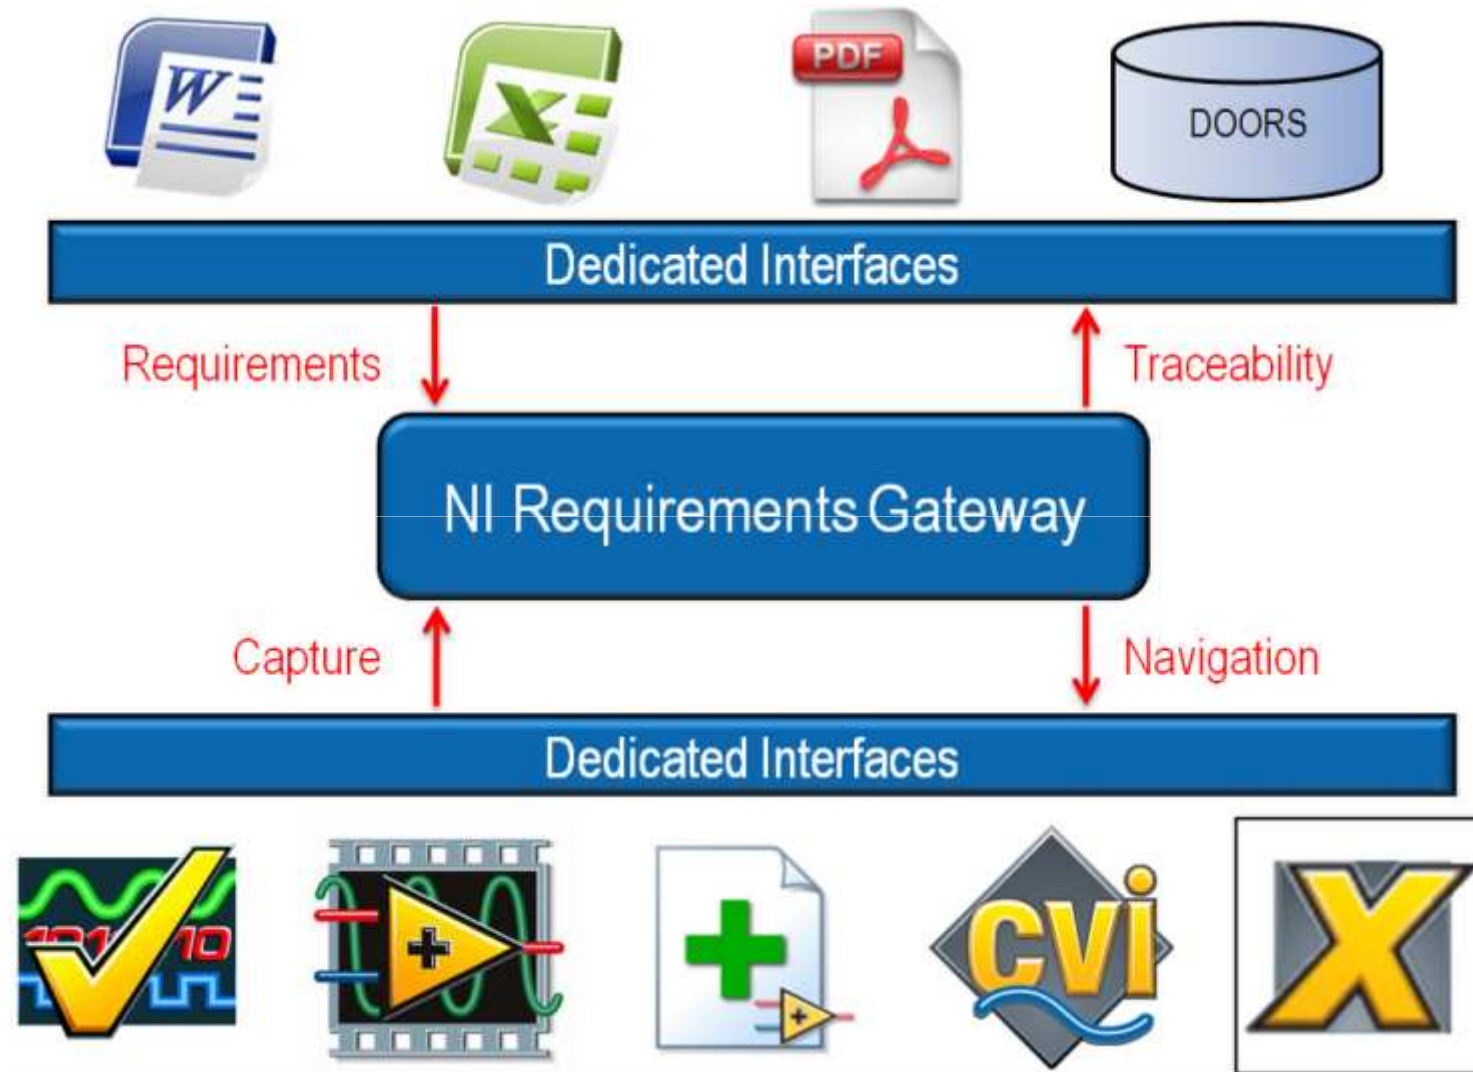 W
X
PDF
DOORS
Dedicated Interfaces
Requirements
Traceability
NI Requirements Gateway
Capture
Navigation
Dedicated Interfaces
CVi
X